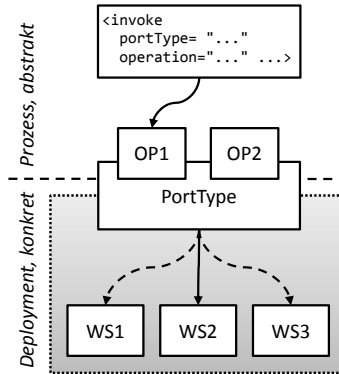 <invoke
portType= "..."
operation="..." ...>
Prozess, abstrakt
OP1
OP2
PortType
Deployment, konkret
WS1
WS2
WS3